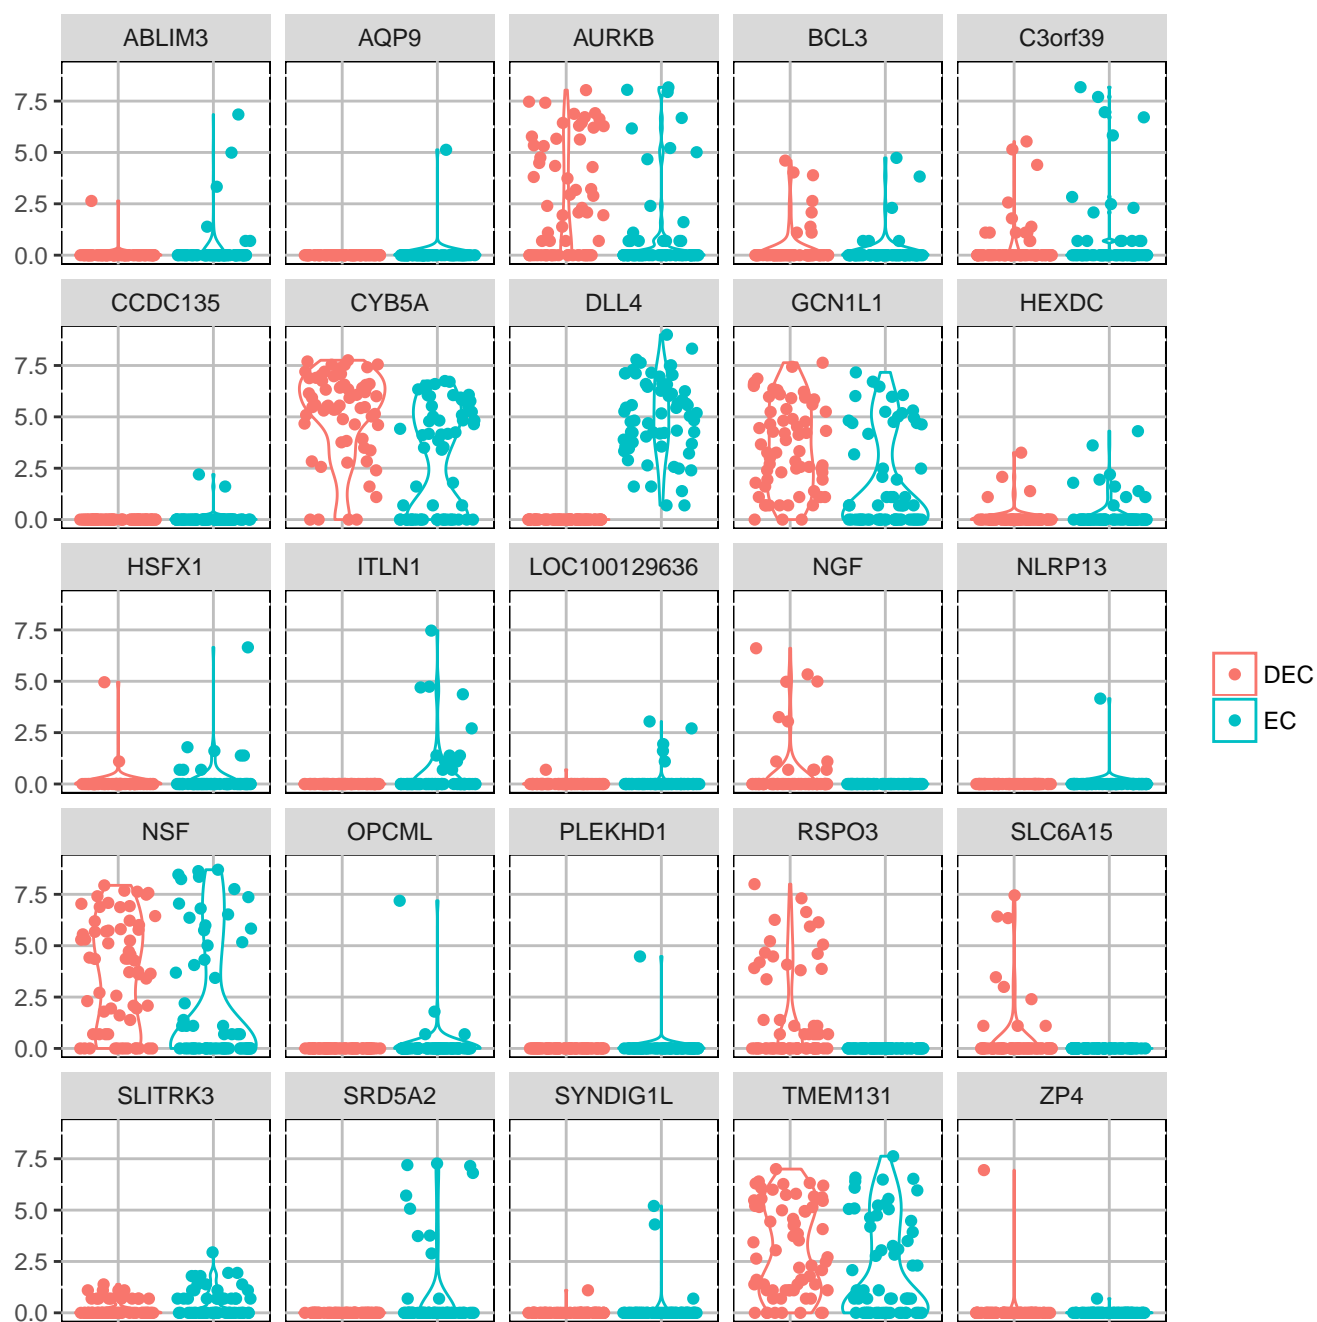 ABLIM3 AQP9 AURKB BCL3 C3orf39
7.5
5.0
2.5
0.0
CCDC135 CYB5A DLL4 GCN1L1 HEXDC
7.5
5.0
2.5
0.0
HSFX1 ITLN1 LOC100129636 NGF NLRP13
7.5
5.0
2.5
0.0
DEC
EC
NSF OPCML PLEKHD1 RSPO3 SLC6A15
7.5
5.0
2.5
0.0
SLITRK3 SRD5A2 SYNDIG1L TMEM131 ZP4
7.5
5.0
2.5
0.0